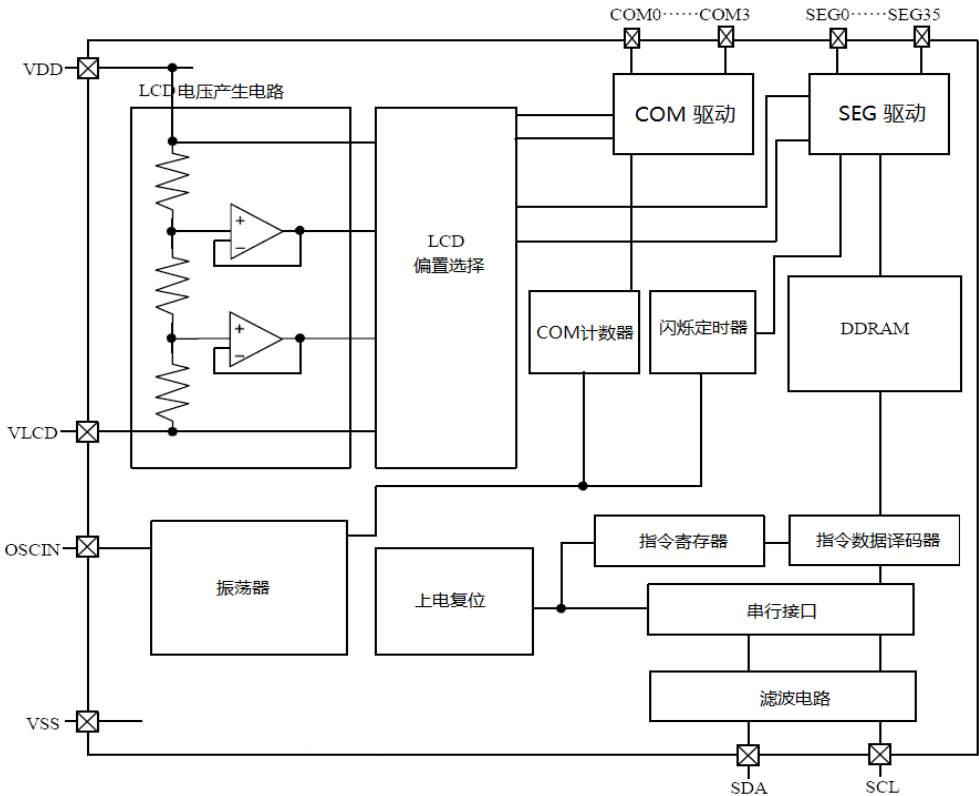 COM0……COM3
SEG0……SEG35
VDD
LCD电压产生电路
COM 驱动
SEG 驱动
+
−
LCD
偏置选择
COM计数器
闪烁定时器
DDRAM
+
−
VLCD
OSCIN
振荡器
上电复位
指令寄存器
指令数据译码器
串行接口
滤波电路
VSS
SDA
SCL